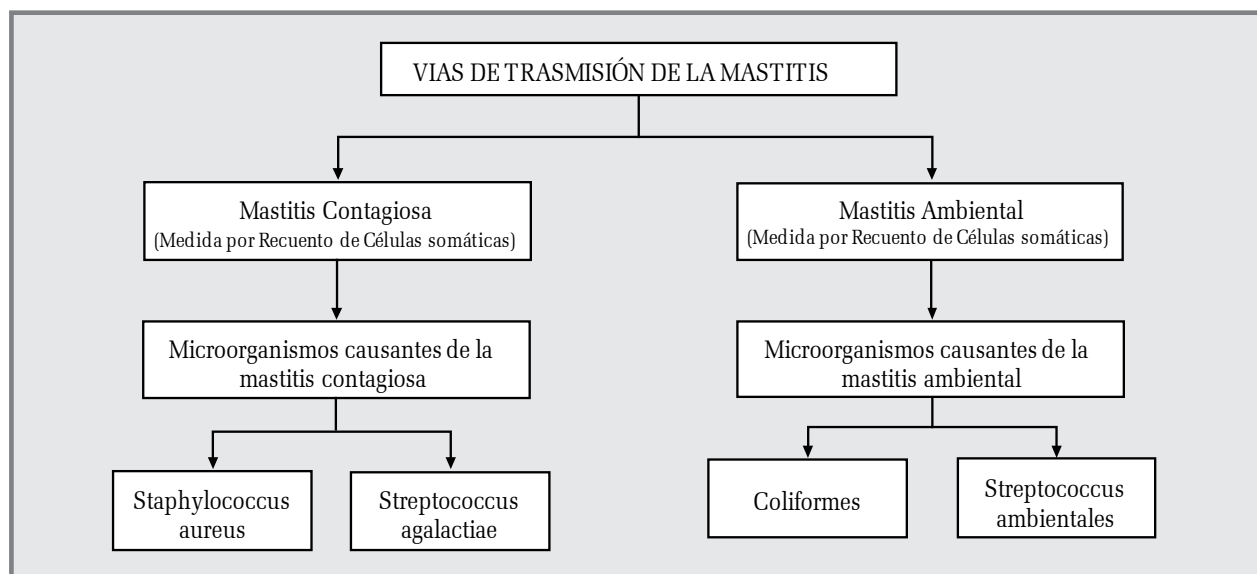 VIAS DE TRASMISIÓN DE LA MASTITIS
Mastitis Contagiosa
(Medida por Recuento de Células somáticas)
Mastitis Ambiental
(Medida por Recuento de Células somáticas)
Microorganismos causantes de la
mastitis contagiosa
Microorganismos causantes de la
mastitis ambiental
Staphylococcus
aureus
Streptococcus
agalactiae
Coliformes
Streptococcus
ambientales